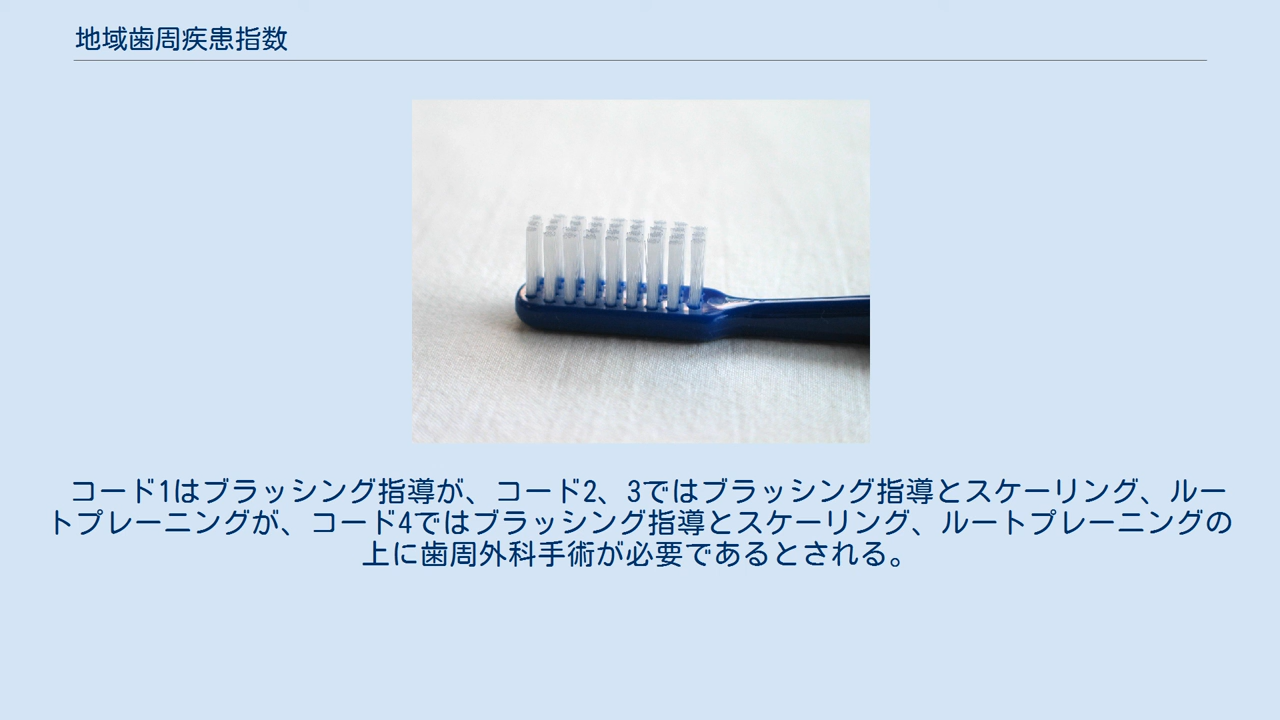 地域歯周疾患指数
コード1はブラッシング指導が、コード2、3ではブラッシング指導とスケーリング、ルー
トプレーニングが、コード4ではブラッシング指導とスケーリング、ルートプレーニングの
上に歯周外科手術が必要であるとされる。